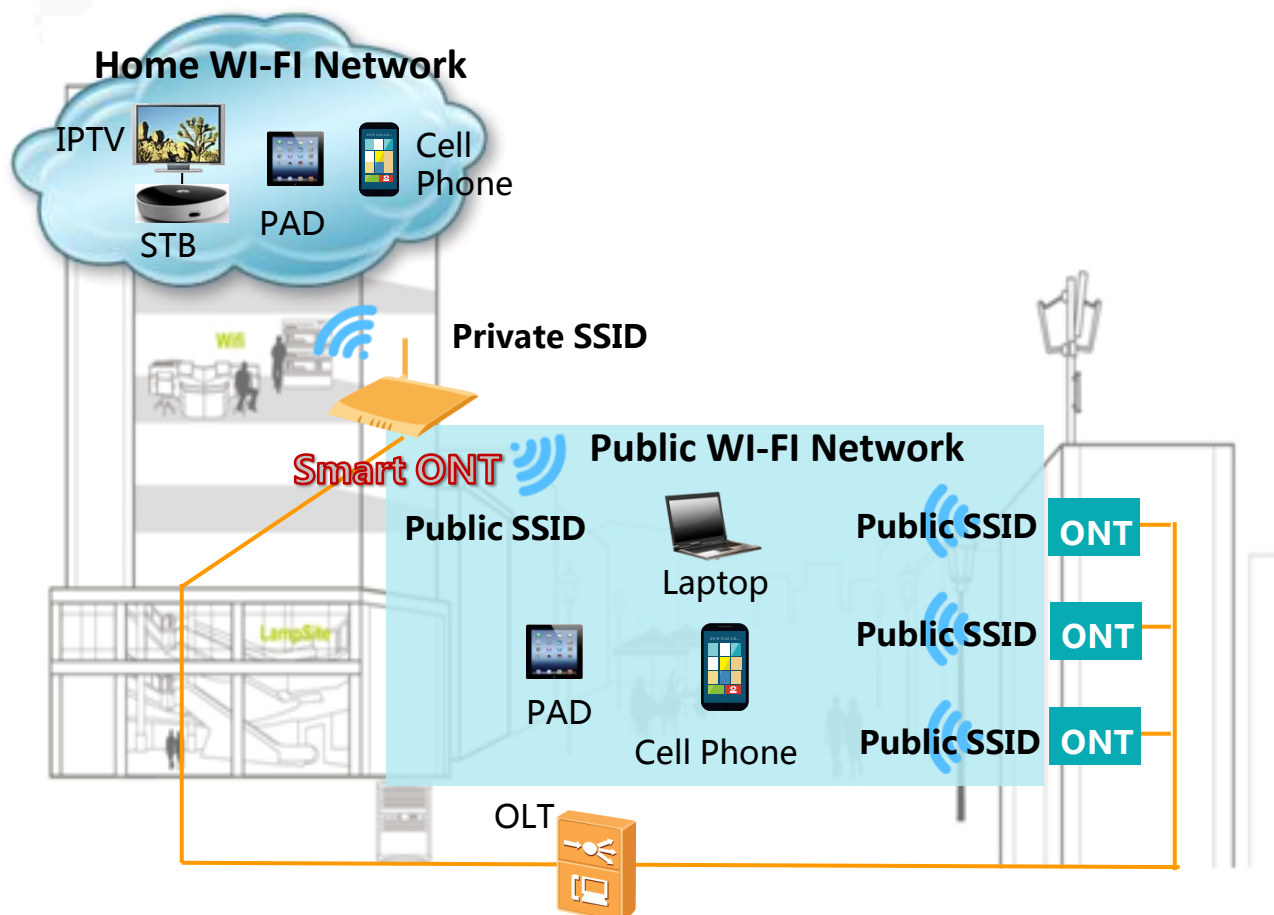 Home WI-FI Network
IPTV
Cell
Phone
PAD
STB
Wifi
Private SSID
Smart ONT
Public WI-FI Network
Public SSID
Laptop
Public SSID
ONT
LampSite
Public SSID
ONT
PAD
Cell Phone
Public SSID
ONT
OLT